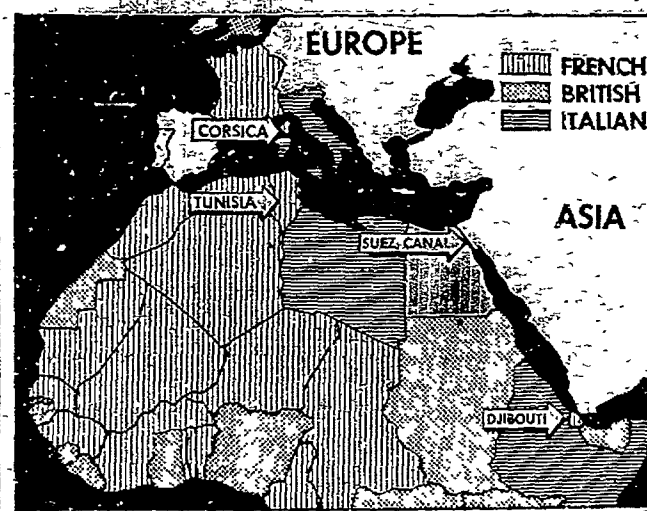 EUROPE
FRENCH
BRITISH
ITALIAN
CORSICA
TUNISIA
ASIA
SUEZ CANAL
DJIBOUTI